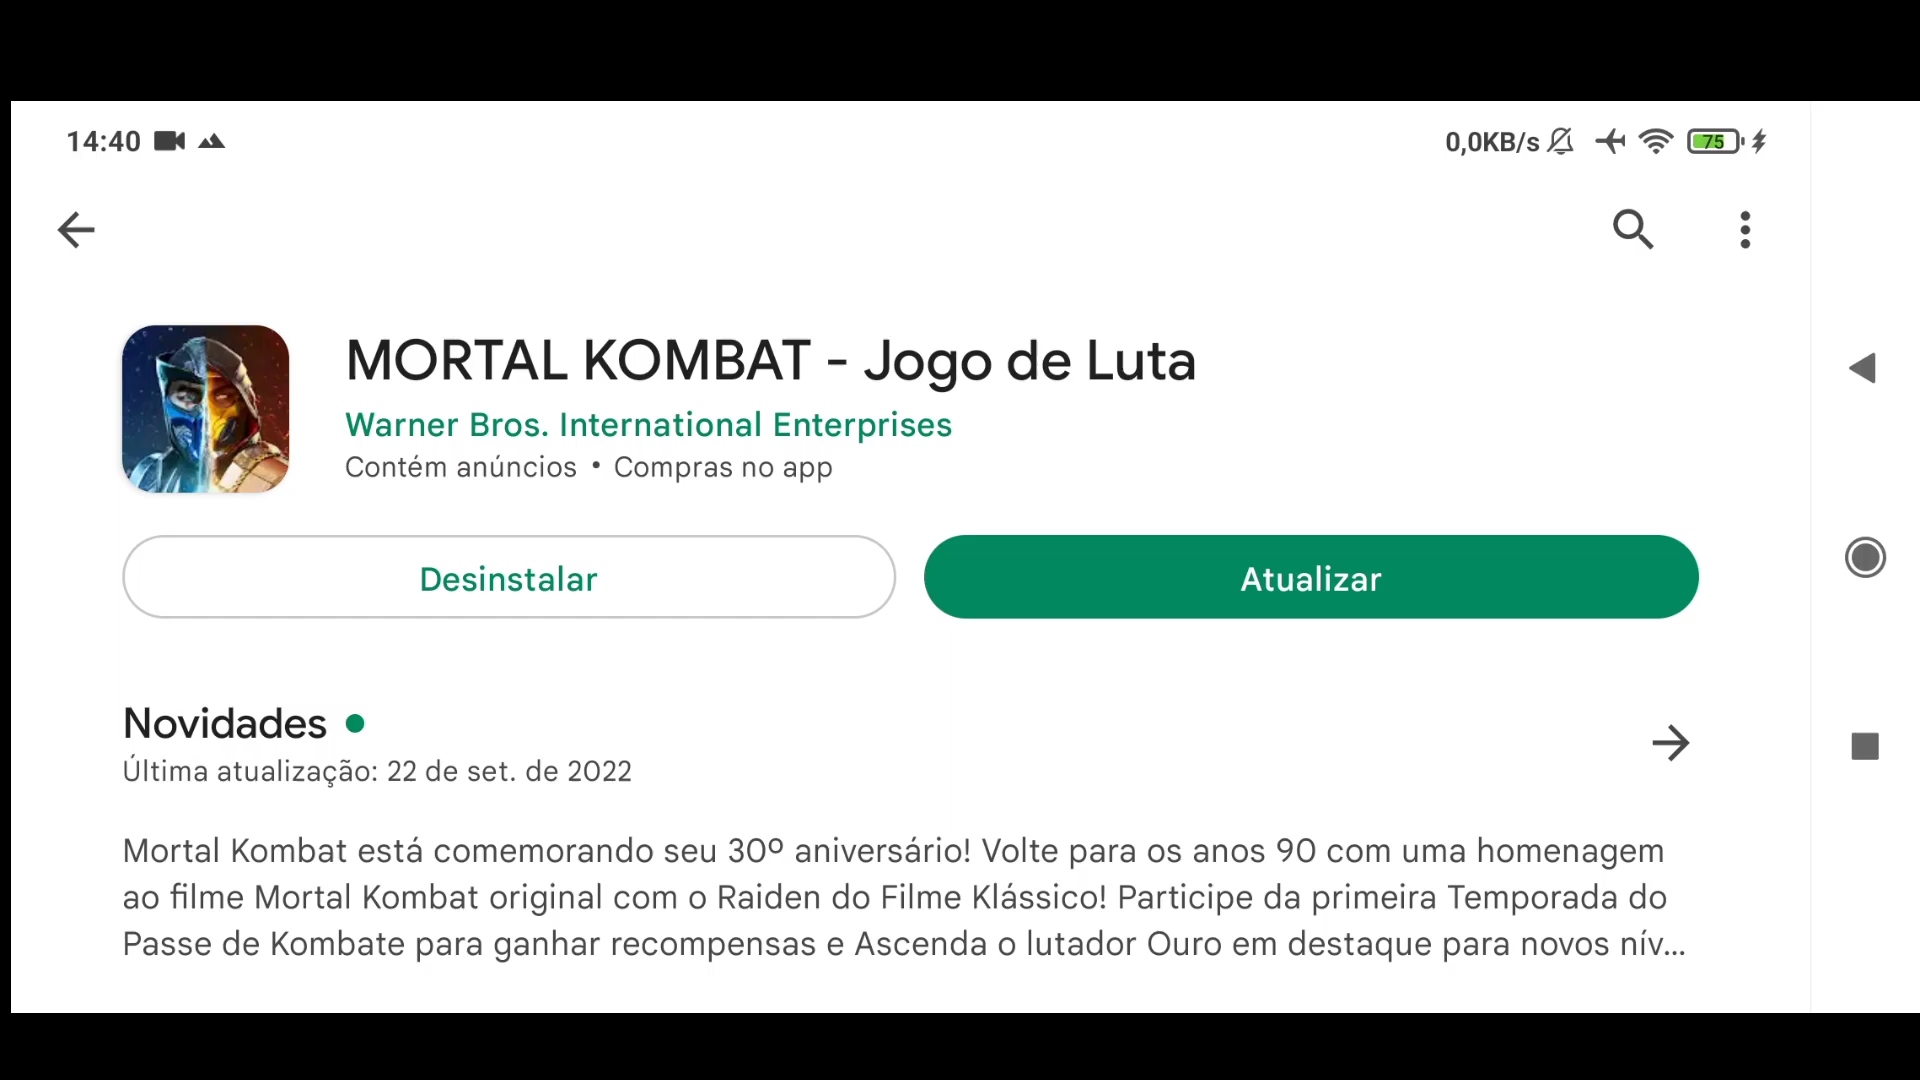 14:40
0,0KB/s
75
MORTAL KOMBAT - Jogo de Luta
Warner Bros. International Enterprises
Contém anúncios • Compras no app
Desinstalar
Atualizar
Novidades
Última atualização: 22 de set. de 2022
Mortal Kombat está comemorando seu 30º aniversário! Volte para os anos 90 com uma homenagem
ao filme Mortal Kombat original com o Raiden do Filme Klássico! Participe da primeira Temporada do
Passe de Kombate para ganhar recompensas e Ascenda o lutador Ouro em destaque para novos nív...